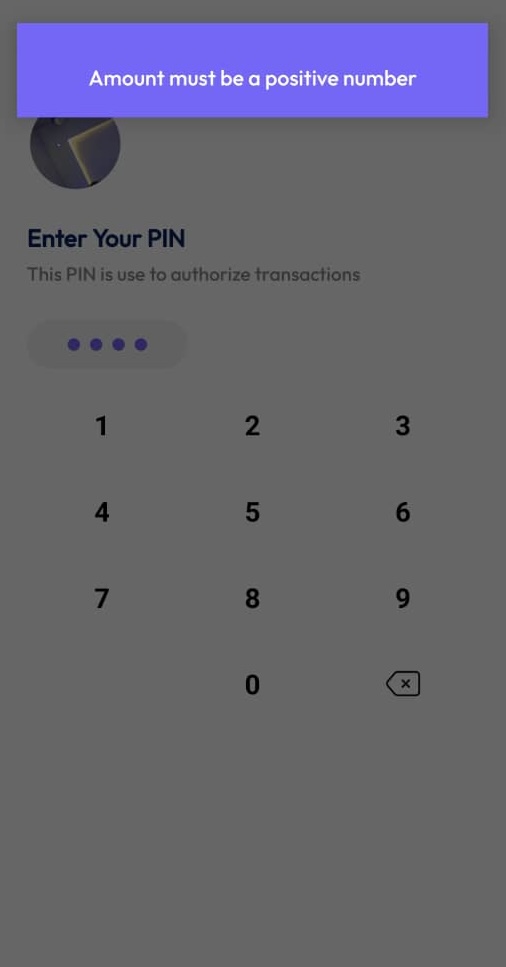 Amount must be a positive number
Enter Your PIN
This PIN is use to authorize transactions
1 2 3
4 5 6
7 8 9
0